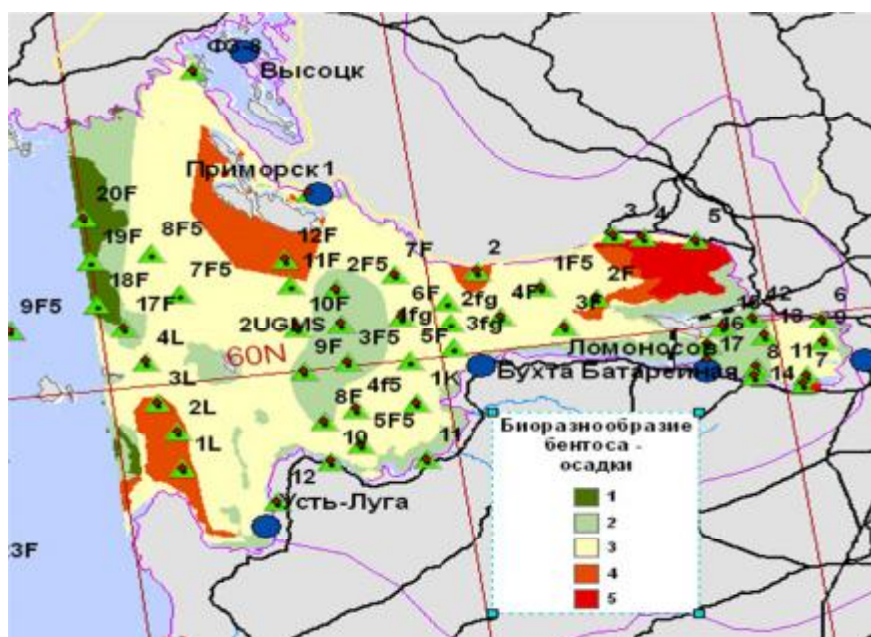 ФЗ-8
Высоцк
Приморск1
20F
19F
18F
17F
8F5
7F5
9F5
12F
11F
10F
2F5
7F
6F
2
1F5
4F
2F
3F
3
4
5
2fg
3fg
4fg
5F
3F5
2UGMS
60N
9F
4L
3L
2L
1L
4f5
8F
5F5
1K
10
11
12
Усть-Луга
Ломоносов
Бухта Батарейная
12
13
16
17
6
9
8
11
7
14
Биоразнообразие
бентоса -
осадки
1
2
3
4
5